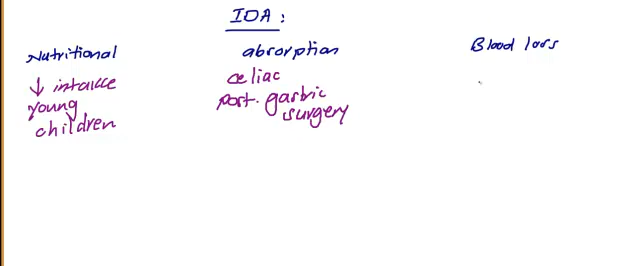 IDA:
Nutritional
absorption
Blood loss
↓ intake
young
children
celiac
post. gastric
surgery